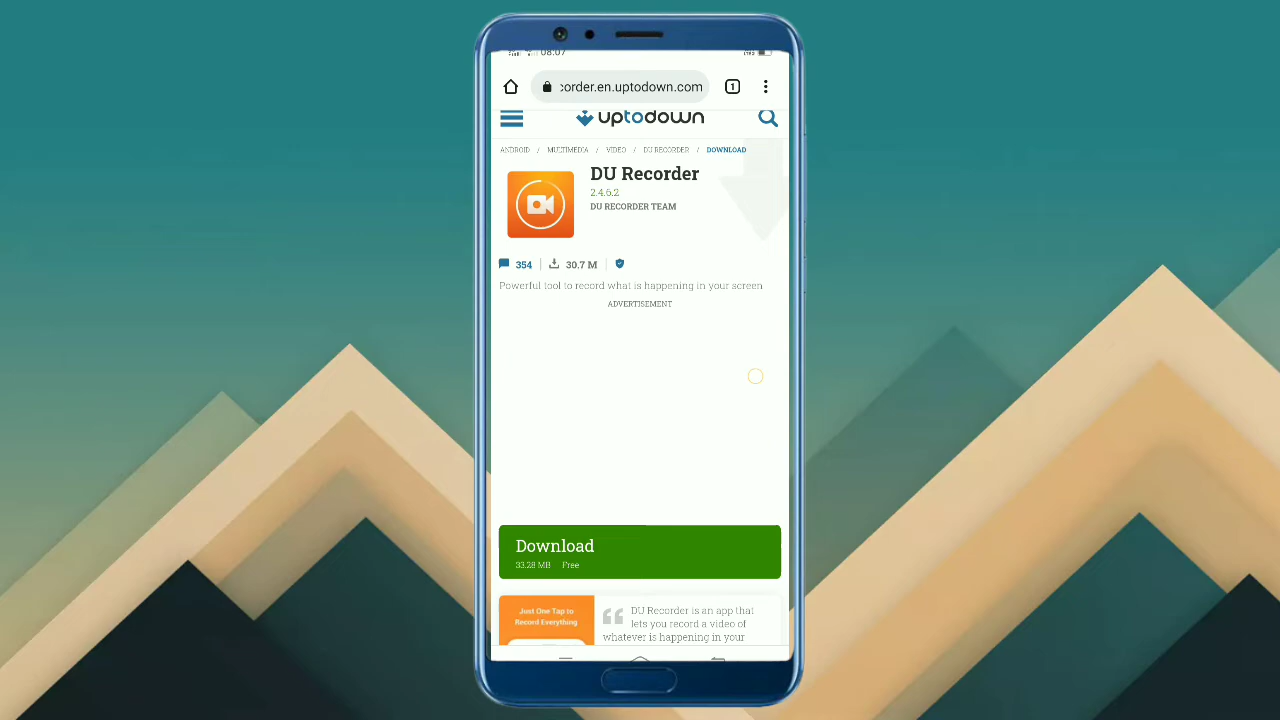 08:07
:order.en.uptodown.com
1
uptodown
ANDROID / MULTIMEDIA / VIDEO / DU RECORDER / DOWNLOAD
DU Recorder
2.4.6.2
DU RECORDER TEAM
354 | 30.7 M |
Powerful tool to record what is happening in your screen
ADVERTISEMENT
Download
33.28 MB Free
Just One Tap to
Record Everything
DU Recorder is an app that
lets you record a video of
whatever is happening in your